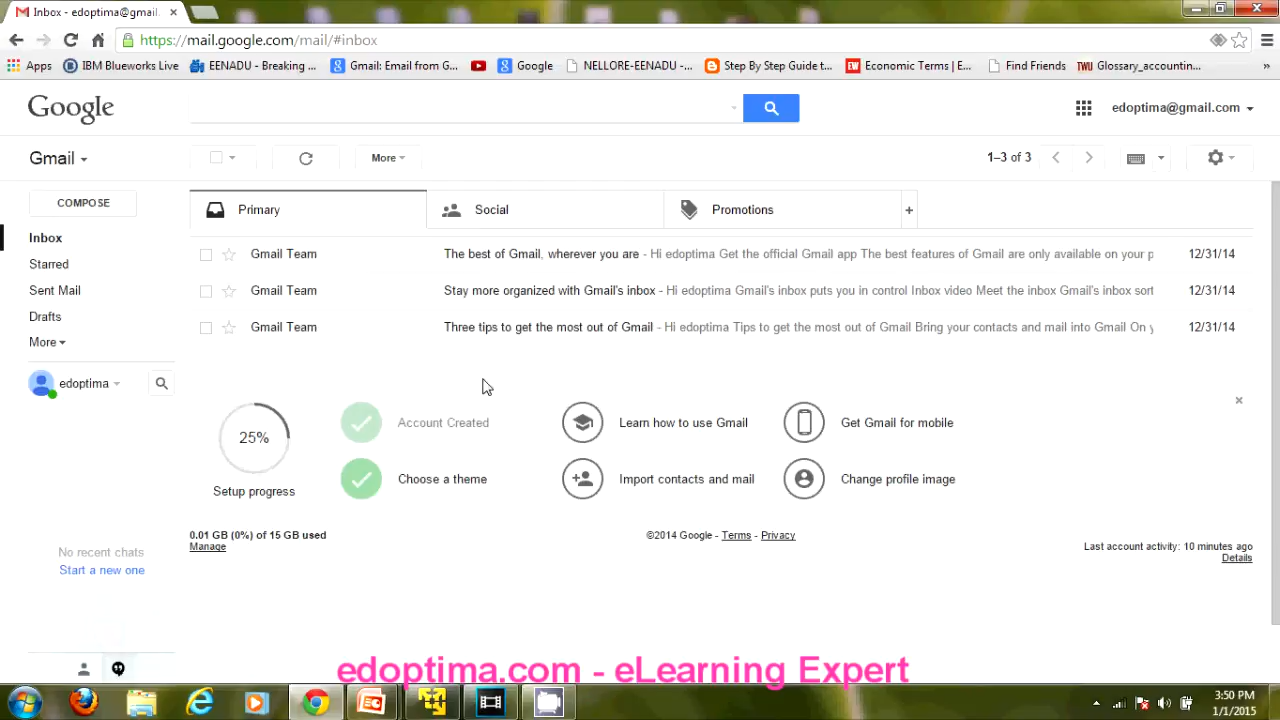 Inbox - edoptima@gmail.
https://mail.google.com/mail/#inbox
Apps IBM Blueworks Live EENADU - Breaking ... Gmail: Email from G... Google NELLORE-EENADU -... Step By Step Guide t... Economic Terms | E... Find Friends Glossary_accountin... »
Google
edoptima@gmail.com
Gmail
More
1–3 of 3
COMPOSE
Primary
Social
Promotions
+
Inbox
Starred
Sent Mail
Drafts
More
edoptima
Gmail Team The best of Gmail, wherever you are - Hi edoptima Get the official Gmail app The best features of Gmail are only available on your p 12/31/14
Gmail Team Stay more organized with Gmail's inbox - Hi edoptima Gmail's inbox puts you in control Inbox video Meet the inbox Gmail's inbox sort 12/31/14
Gmail Team Three tips to get the most out of Gmail - Hi edoptima Tips to get the most out of Gmail Bring your contacts and mail into Gmail On y 12/31/14
25%
Setup progress
Account Created
Learn how to use Gmail
Get Gmail for mobile
Choose a theme
Import contacts and mail
Change profile image
0.01 GB (0%) of 15 GB used
Manage
©2014 Google - Terms - Privacy
Last account activity: 10 minutes ago
Details
No recent chats
Start a new one
edoptima.com - eLearning Expert
3:50 PM
1/1/2015